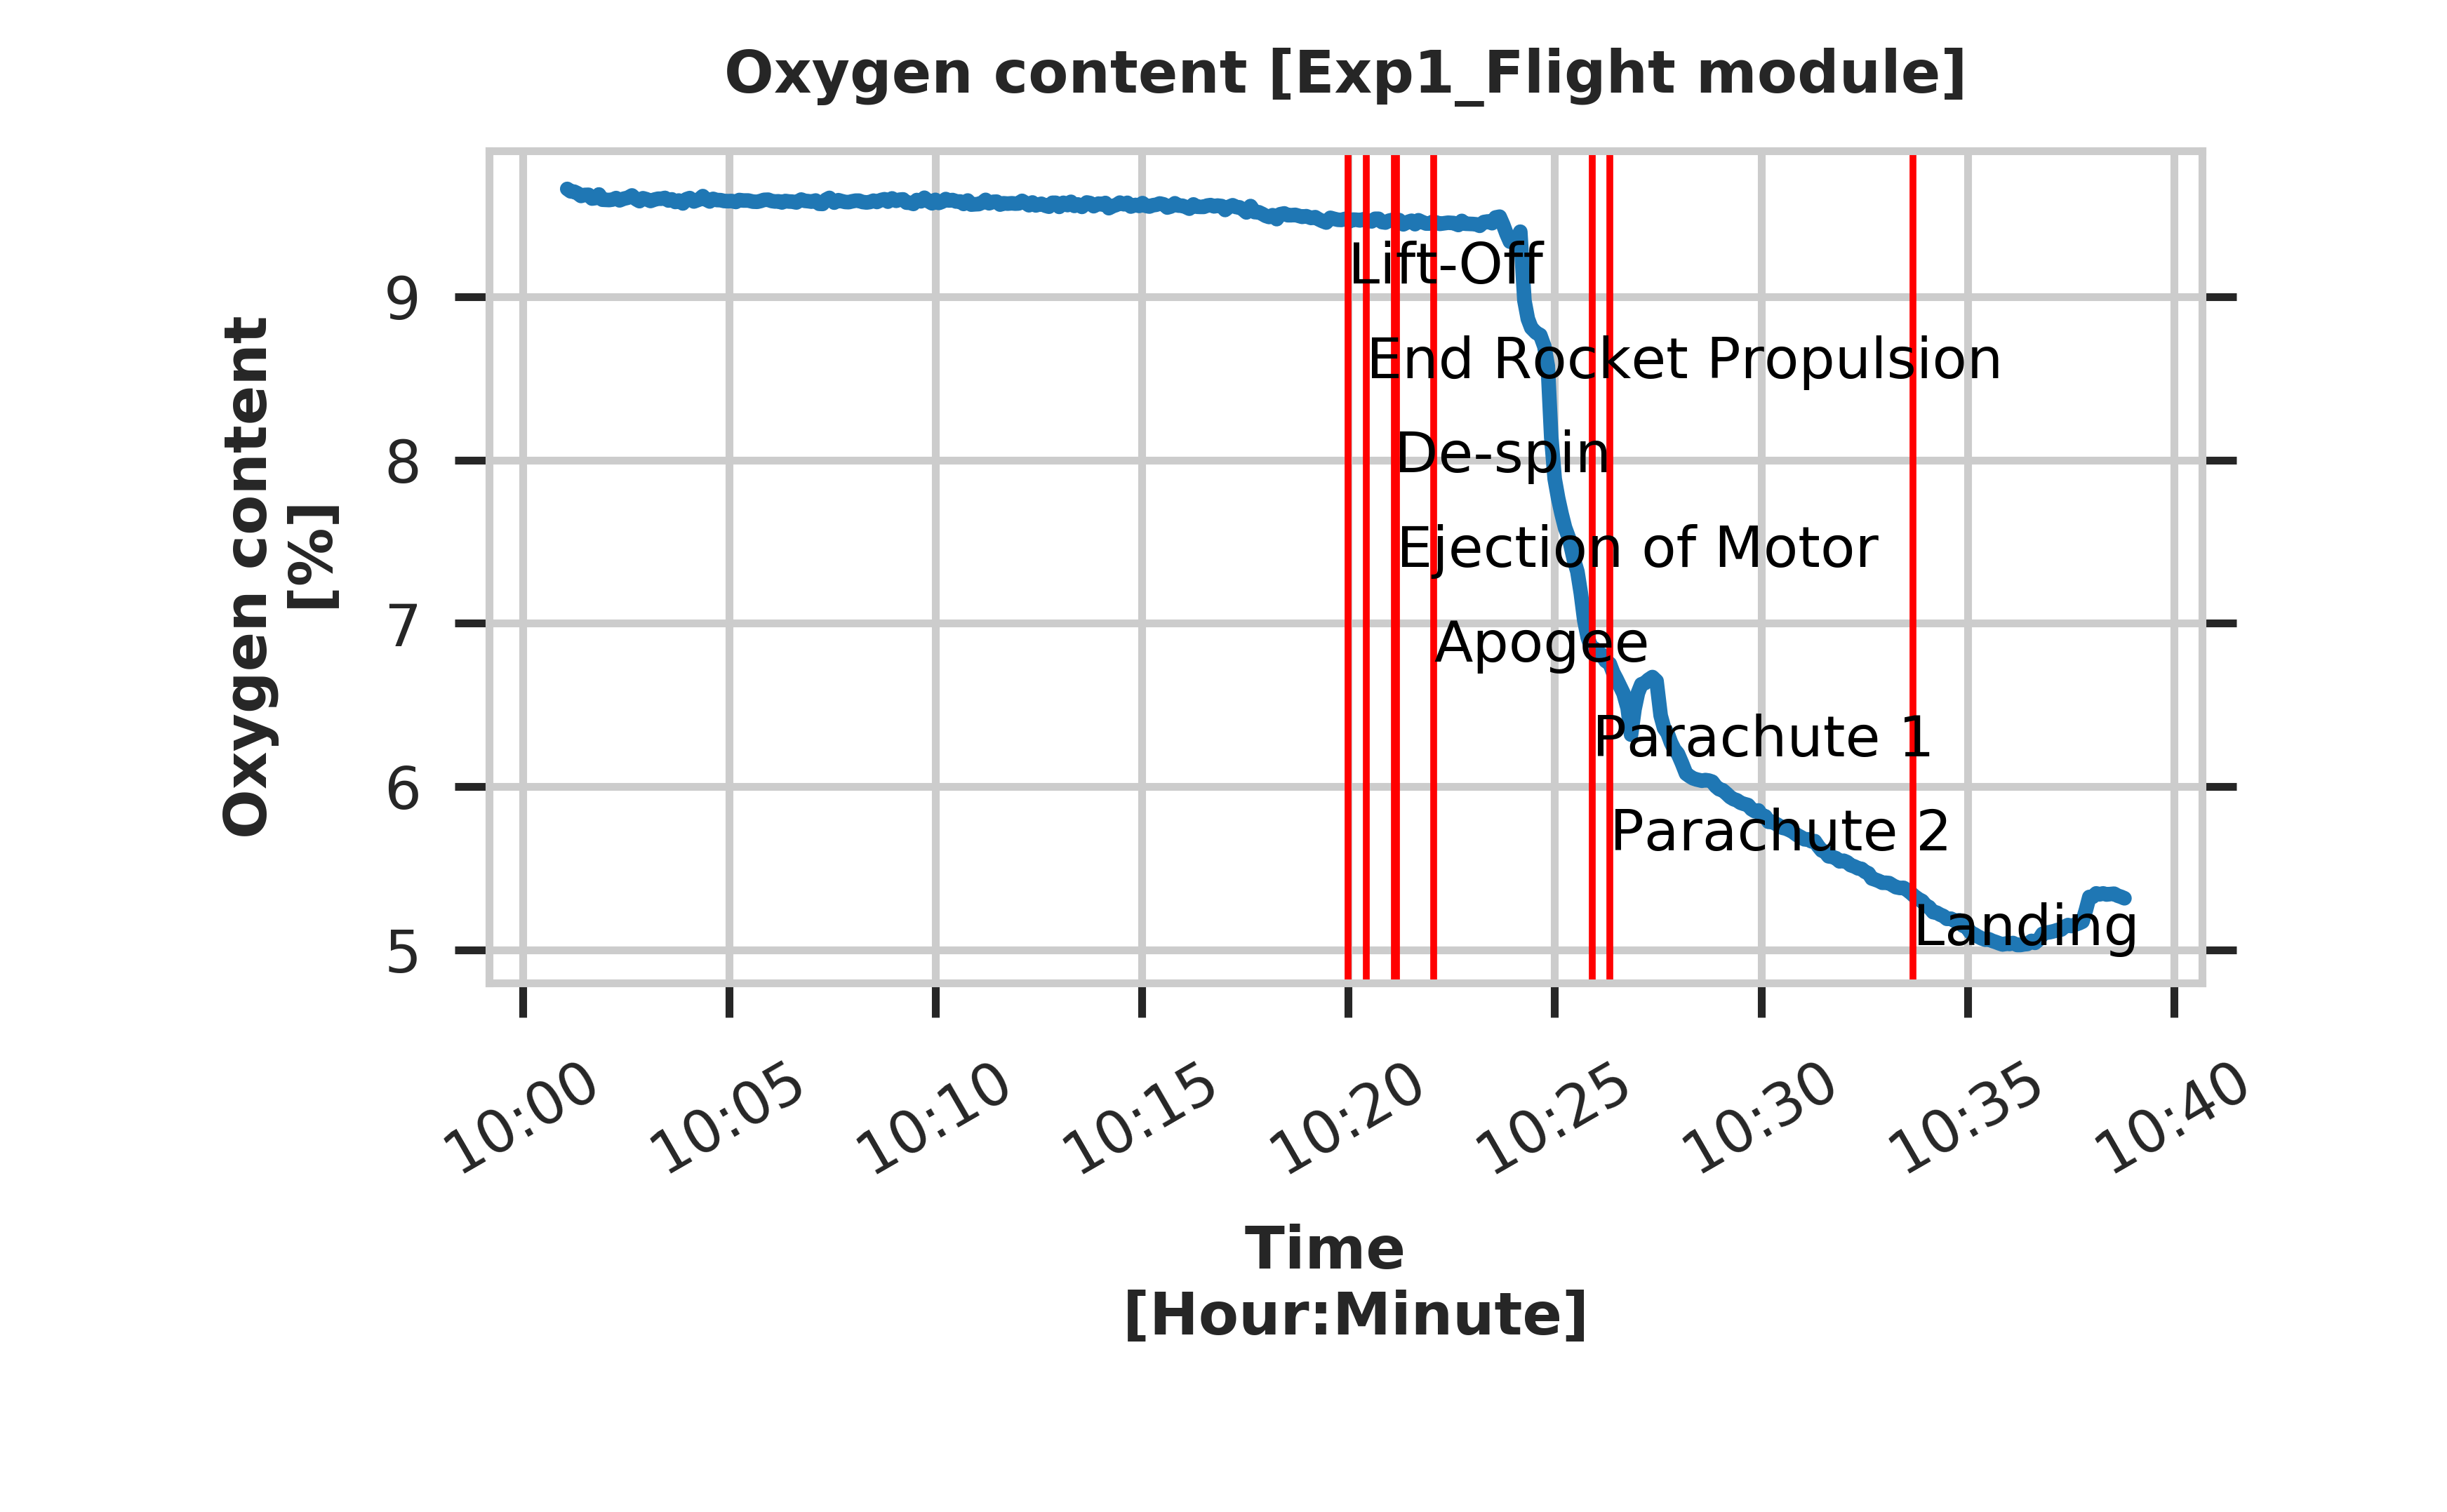 Oxygen content [Exp1_Flight module]
Oxygen content
[%]
9
8
7
6
5
Lift-Off
End Rocket Propulsion
De-spin
Ejection of Motor
Apogee
Parachute 1
Parachute 2
Landing
10:00
10:05
10:10
10:15
10:20
10:25
10:30
10:35
10:40
Time
[Hour:Minute]